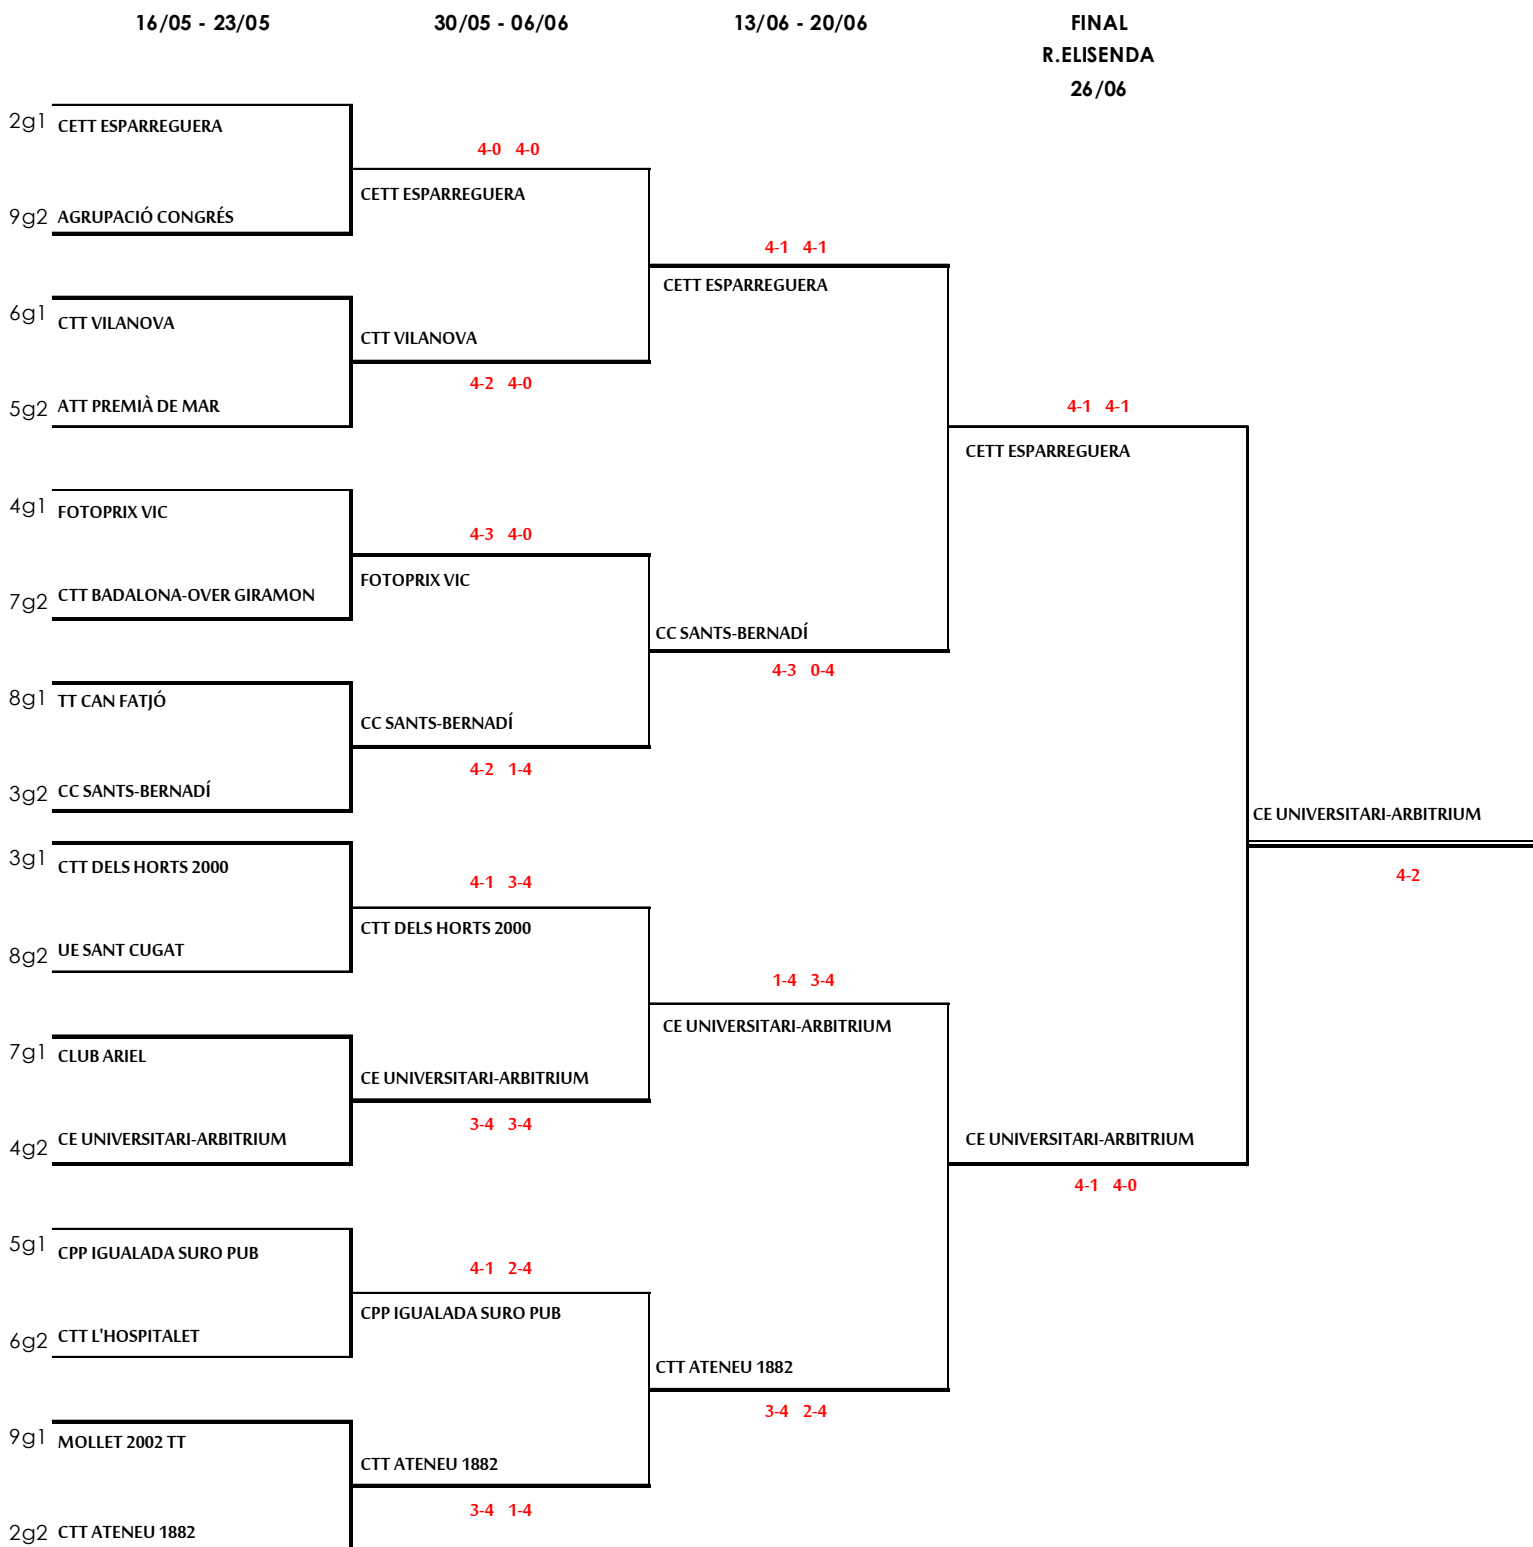 16/05 - 23/05
30/05 - 06/06
13/06 - 20/06
FINAL
R.ELISENDA
26/06
2g1 CETT ESPARREGUERA
4-0 4-0
CETT ESPARREGUERA
9g2 AGRUPACIÓ CONGRÉS
4-1 4-1
CETT ESPARREGUERA
6g1 CTT VILANOVA
CTT VILANOVA
4-2 4-0
5g2 ATT PREMIÀ DE MAR
4-1 4-1
CETT ESPARREGUERA
4g1 FOTOPRIX VIC
4-3 4-0
FOTOPRIX VIC
7g2 CTT BADALONA-OVER GIRAMON
CC SANTS-BERNADÍ
4-3 0-4
8g1 TT CAN FATJÓ
CC SANTS-BERNADÍ
4-2 1-4
3g2 CC SANTS-BERNADÍ
CE UNIVERSITARI-ARBITRIUM
4-2
3g1 CTT DELS HORTS 2000
4-1 3-4
CTT DELS HORTS 2000
8g2 UE SANT CUGAT
1-4 3-4
CE UNIVERSITARI-ARBITRIUM
7g1 CLUB ARIEL
CE UNIVERSITARI-ARBITRIUM
3-4 3-4
4g2 CE UNIVERSITARI-ARBITRIUM
CE UNIVERSITARI-ARBITRIUM
4-1 4-0
5g1 CPP IGUALADA SURO PUB
4-1 2-4
CPP IGUALADA SURO PUB
6g2 CTT L'HOSPITALET
CTT ATENEU 1882
3-4 2-4
9g1 MOLLET 2002 TT
CTT ATENEU 1882
3-4 1-4
2g2 CTT ATENEU 1882